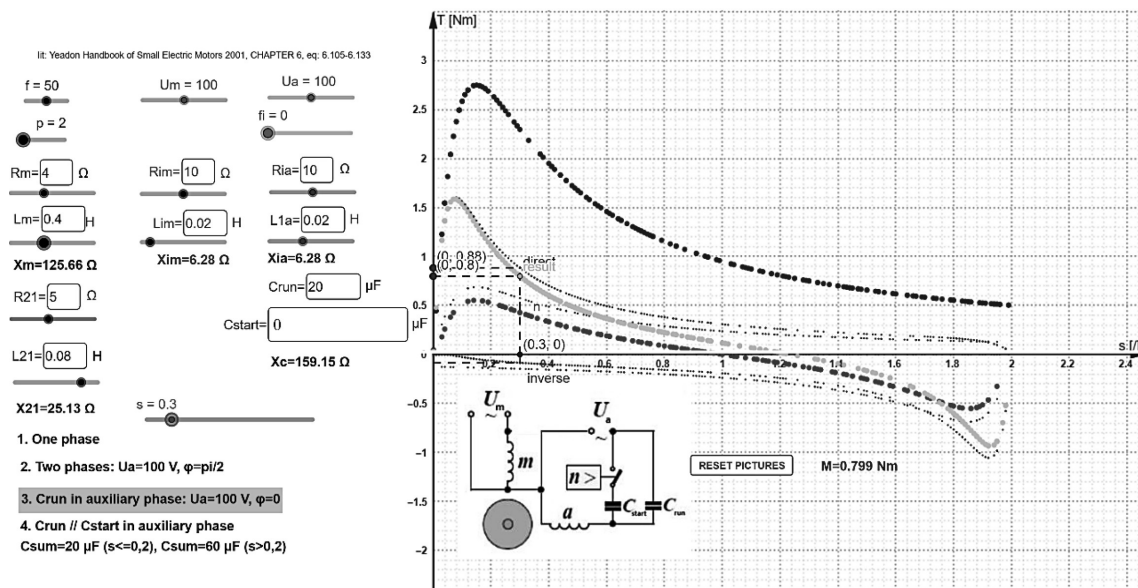 lit: Yeadon Handbook of Small Electric Motors 2001, CHAPTER 6, eq: 6.105-6.133
f = 50
Um = 100
Ua = 100
p = 2
fi = 0
Rm= 4 Ω
Rim= 10 Ω
Ria= 10 Ω
Lm= 0.4 H
Lim= 0.02 H
L1a= 0.02 H
Xm=125.66 Ω
Xim=6.28 Ω
Xia=6.28 Ω
R21= 5 Ω
Crun= 20 μF
Cstart= 0 μF
L21= 0.08 H
Xc=159.15 Ω
X21=25.13 Ω
s = 0.3
1. One phase
2. Two phases: Ua=100 V, φ=pi/2
3. Crun in auxiliary phase: Ua=100 V, φ=0
4. Crun // Cstart in auxiliary phase
Csum=20 μF (s<=0,2), Csum=60 μF (s>0,2)
T [Nm]
3
2.5
2
1.5
1
0.5
0
−0.5
−1
−1.5
−2
(0, 0.88)
(0, 0.8)
direct
result
n
(0.3, 0)
inverse
0.2 0.4 0.6 0.8 1 1.2 1.4 1.6 1.8 2 2.2 2.4
s [/
U m
~
U a
~
m
n >
C start
C run
a
RESET PICTURES
M=0.799 Nm